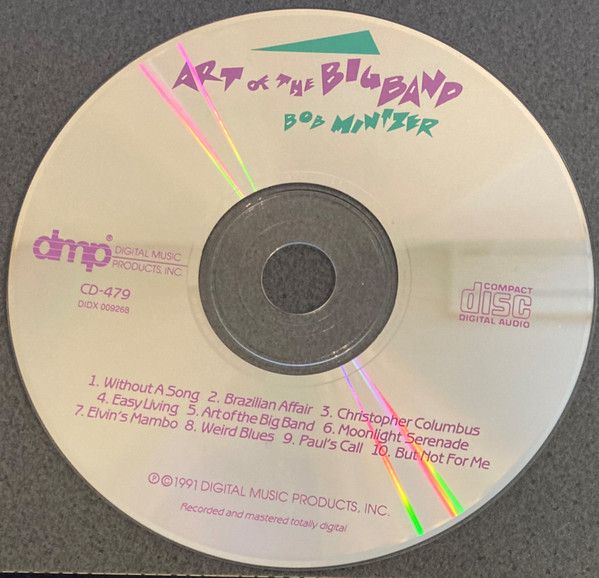 ART OF THE BIG BAND
BOB MINTZER
dmp® DIGITAL MUSIC
PRODUCTS, INC.
CD-479
DIDX 009268
COMPACT
disc
DIGITAL AUDIO
1. Without A Song 2. Brazilian Affair 3. Christopher Columbus
4. Easy Living 5. Art of the Big Band 6. Moonlight Serenade
7. Elvin's Mambo 8. Weird Blues 9. Paul's Call 10. But Not For Me
℗©1991 DIGITAL MUSIC PRODUCTS, INC.
Recorded and mastered totally digital